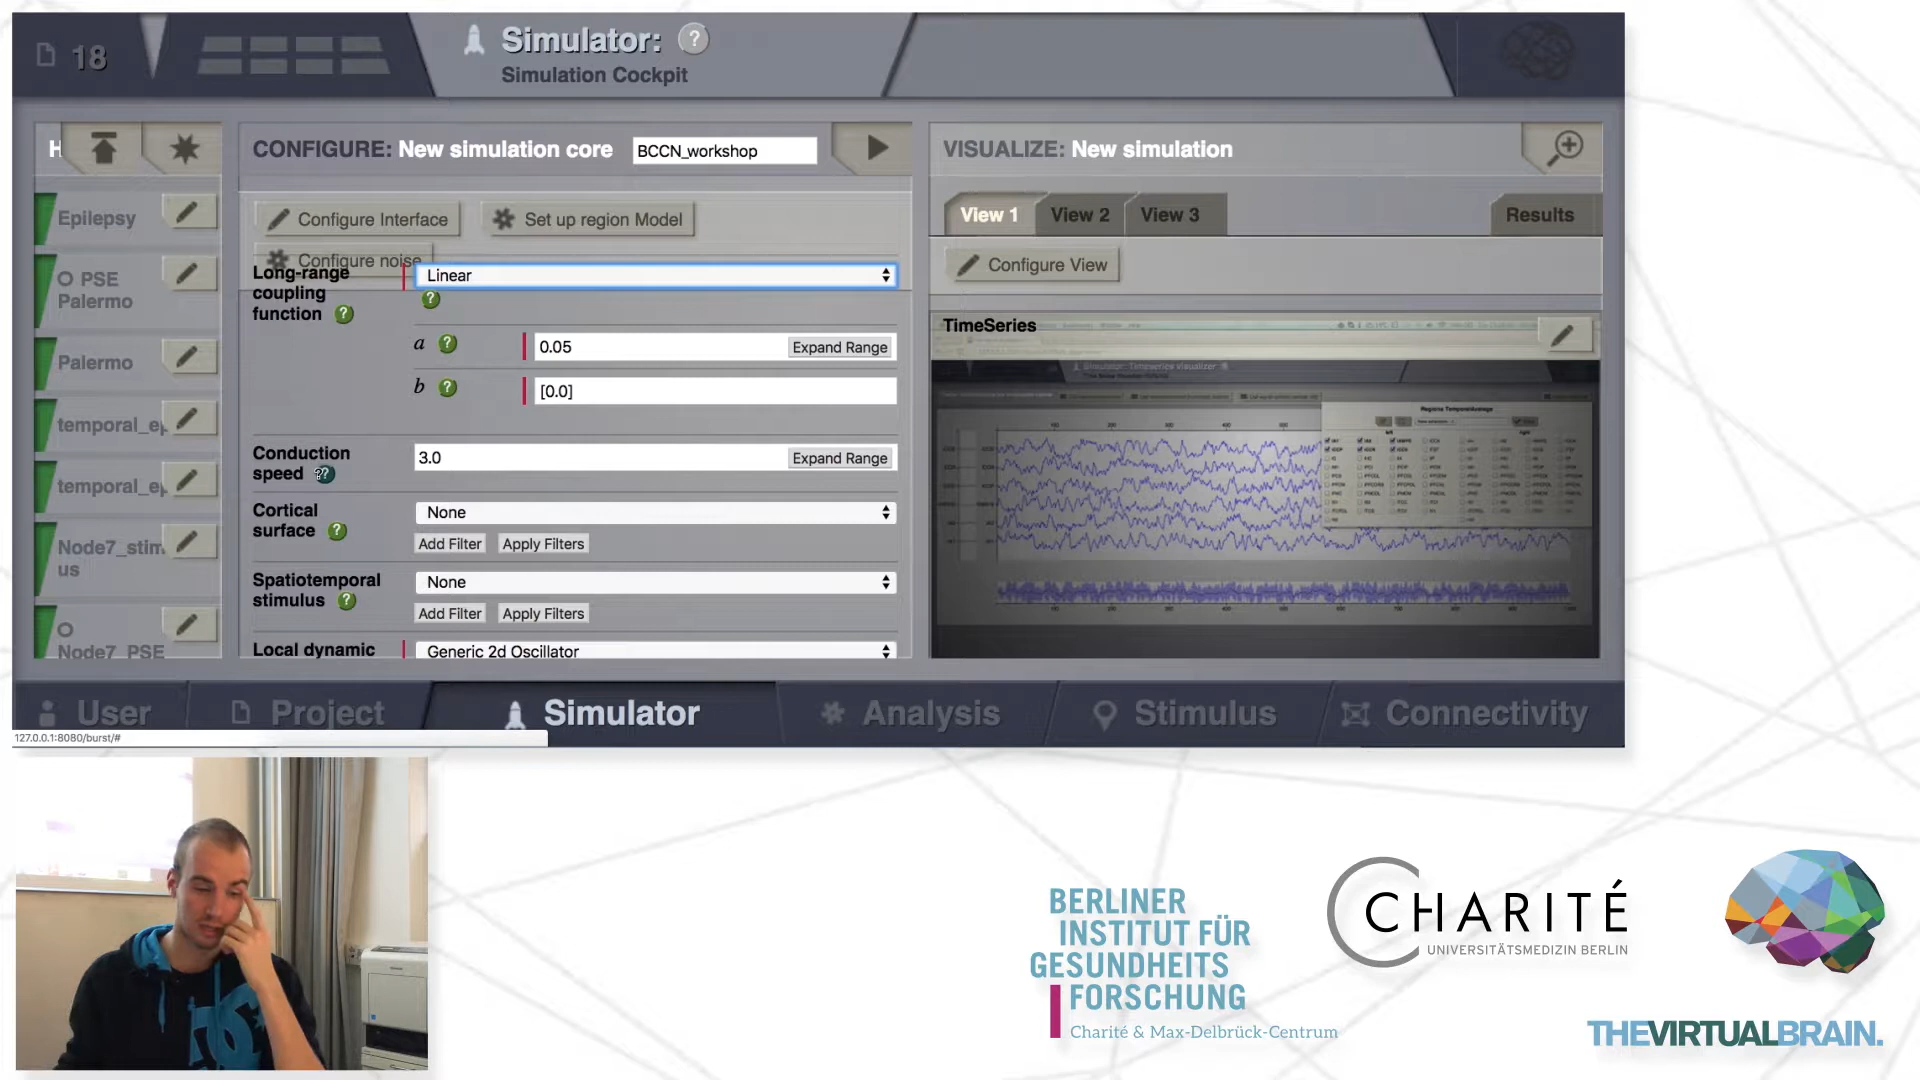 18
Simulator: ?
Simulation Cockpit
H
CONFIGURE: New simulation core
BCCN_workshop
VISUALIZE: New simulation
Epilepsy
O PSE
Palermo
Palermo
temporal_ep
temporal_ep
Node7_stim
us
O
Node7_PSE
Configure Interface
Set up region Model
Configure noise
Long-range
coupling
function ?
Linear
?
a ?
0.05
Expand Range
b ?
[0.0]
Conduction
speed ?
3.0
Expand Range
Cortical
surface ?
None
Add Filter
Apply Filters
Spatiotemporal
stimulus ?
None
Add Filter
Apply Filters
Local dynamic
Generic 2d Oscillator
View 1
View 2
View 3
Results
Configure View
TimeSeries
User
Project
Simulator
Analysis
Stimulus
Connectivity
127.0.0.1:8080/burst/#
BERLINER
INSTITUT FÜR
GESUNDHEITS
FORSCHUNG
Charité & Max-Delbrück-Centrum
CHARITÉ
UNIVERSITÄTSMEDIZIN BERLIN
THEVIRTUALBRAIN.